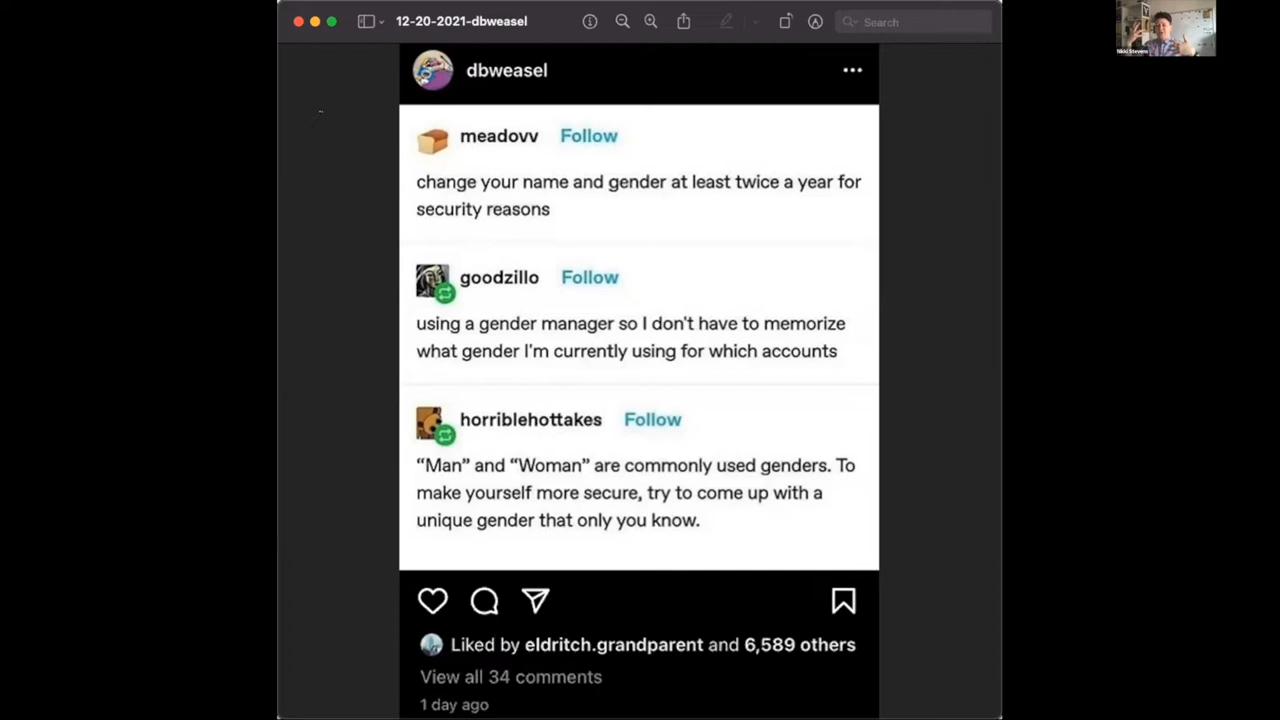 12-20-2021-dbweasel
Search
Nikki Stevens
dbweasel
meadovv Follow
change your name and gender at least twice a year for
security reasons
goodzillo Follow
using a gender manager so I don't have to memorize
what gender I'm currently using for which accounts
horriblehottakes Follow
“Man” and “Woman” are commonly used genders. To
make yourself more secure, try to come up with a
unique gender that only you know.
Liked by eldritch.grandparent and 6,589 others
View all 34 comments
1 day ago